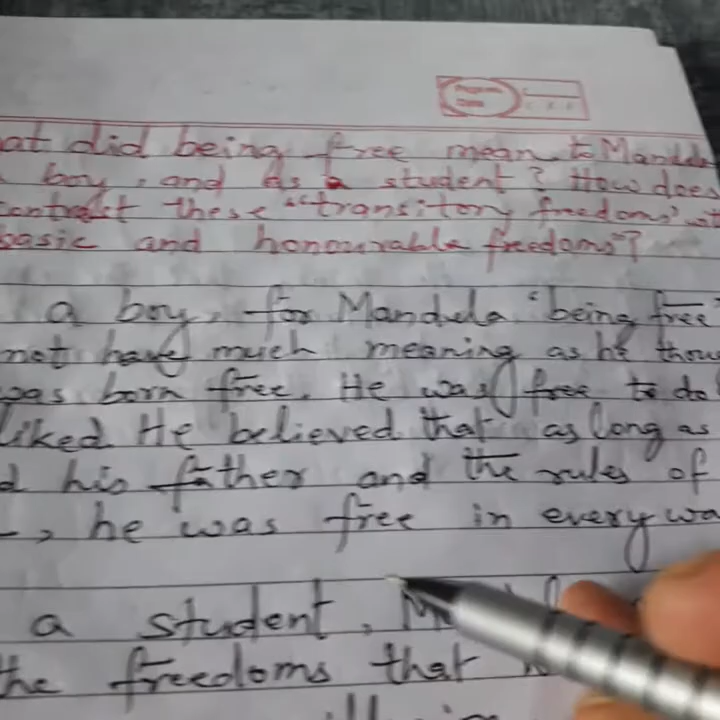 at did being free mean to Mandela
boy, and as a student? How does
contrast these "transitory freedoms" wit
basic and honourable freedoms"?
a boy, for Mandela 'being free'
not have much meaning as he thou
was born free. He was free to do
liked He believed that as long as
d his father and the rules of
, he was free in every wa
a student, M
the freedoms that